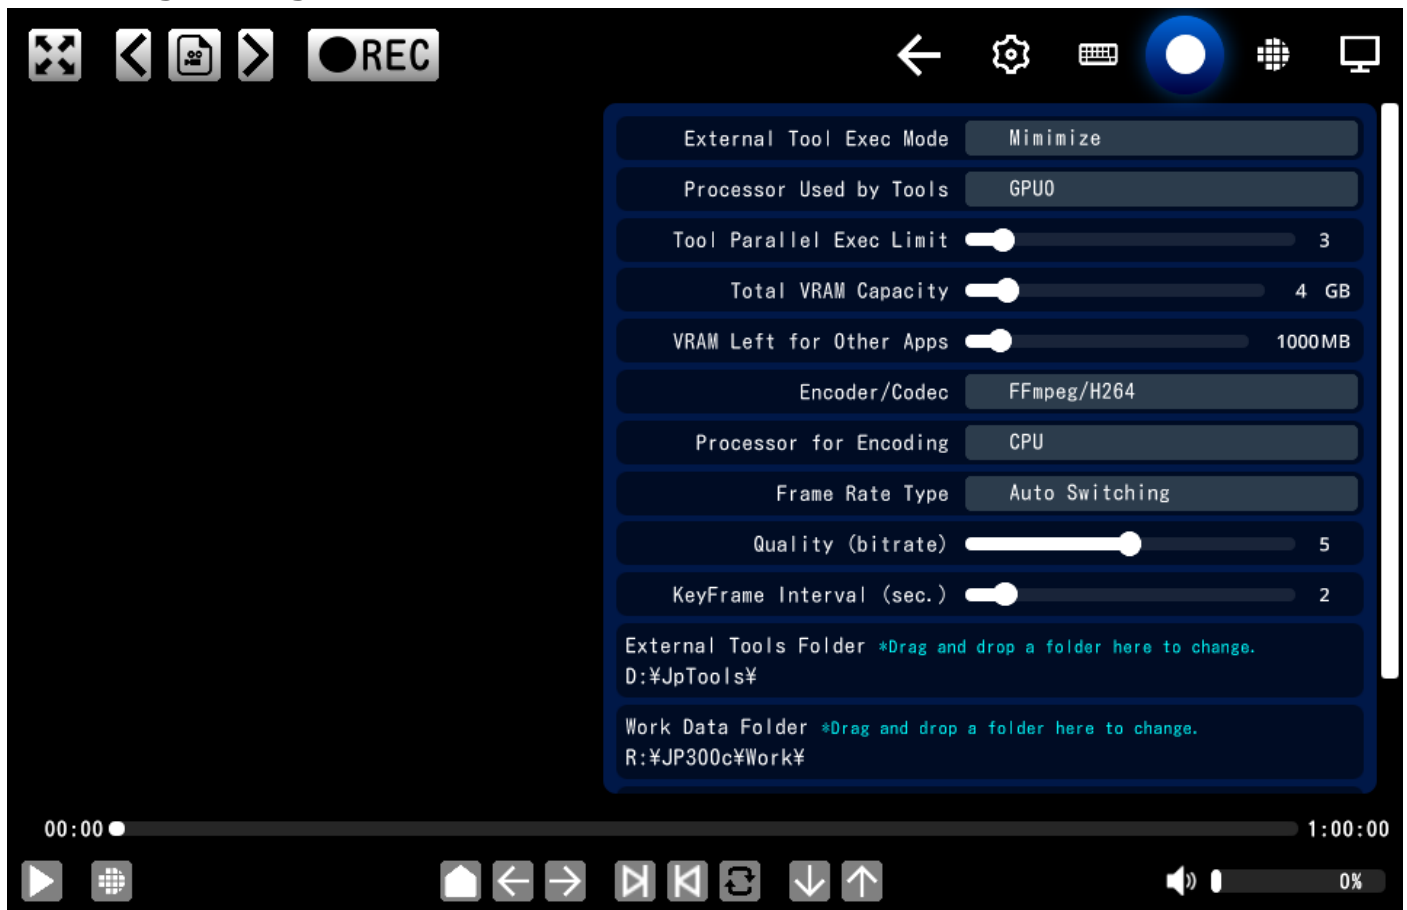 REC
External Tool Exec Mode Mimimize
Processor Used by Tools GPU0
Tool Parallel Exec Limit 3
Total VRAM Capacity 4 GB
VRAM Left for Other Apps 1000MB
Encoder/Codec FFmpeg/H264
Processor for Encoding CPU
Frame Rate Type Auto Switching
Quality (bitrate) 5
KeyFrame Interval (sec.) 2
External Tools Folder *Drag and drop a folder here to change.
D:¥JpTools¥
Work Data Folder *Drag and drop a folder here to change.
R:¥JP300c¥Work¥
00:00 1:00:00
0%